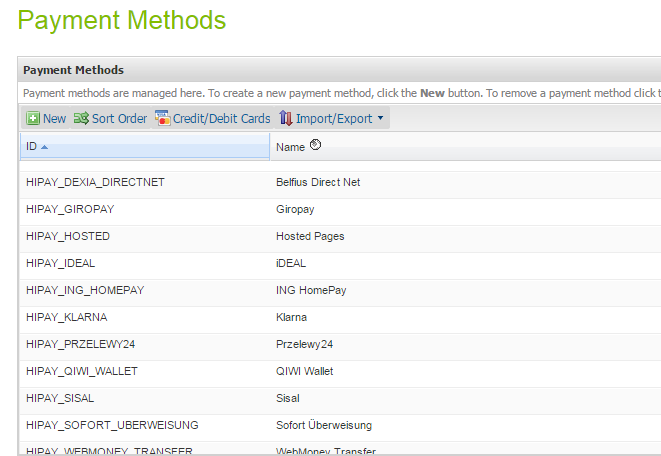 Payment Methods
Payment Methods
Payment methods are managed here. To create a new payment method, click the New button. To remove a payment method click t
New Sort Order Credit/Debit Cards Import/Export
ID Name
HIPAY_DEXIA_DIRECTNET Belfius Direct Net
HIPAY_GIROPAY Giropay
HIPAY_HOSTED Hosted Pages
HIPAY_IDEAL iDEAL
HIPAY_ING_HOMEPAY ING HomePay
HIPAY_KLARNA Klarna
HIPAY_PRZELEWY24 Przelewy24
HIPAY_QIWI_WALLET QIWI Wallet
HIPAY_SISAL Sisal
HIPAY_SOFORT_UBERWEISUNG Sofort Überweisung
HIPAY_WEBMONEY_TRANSFER WebMoney Transfer